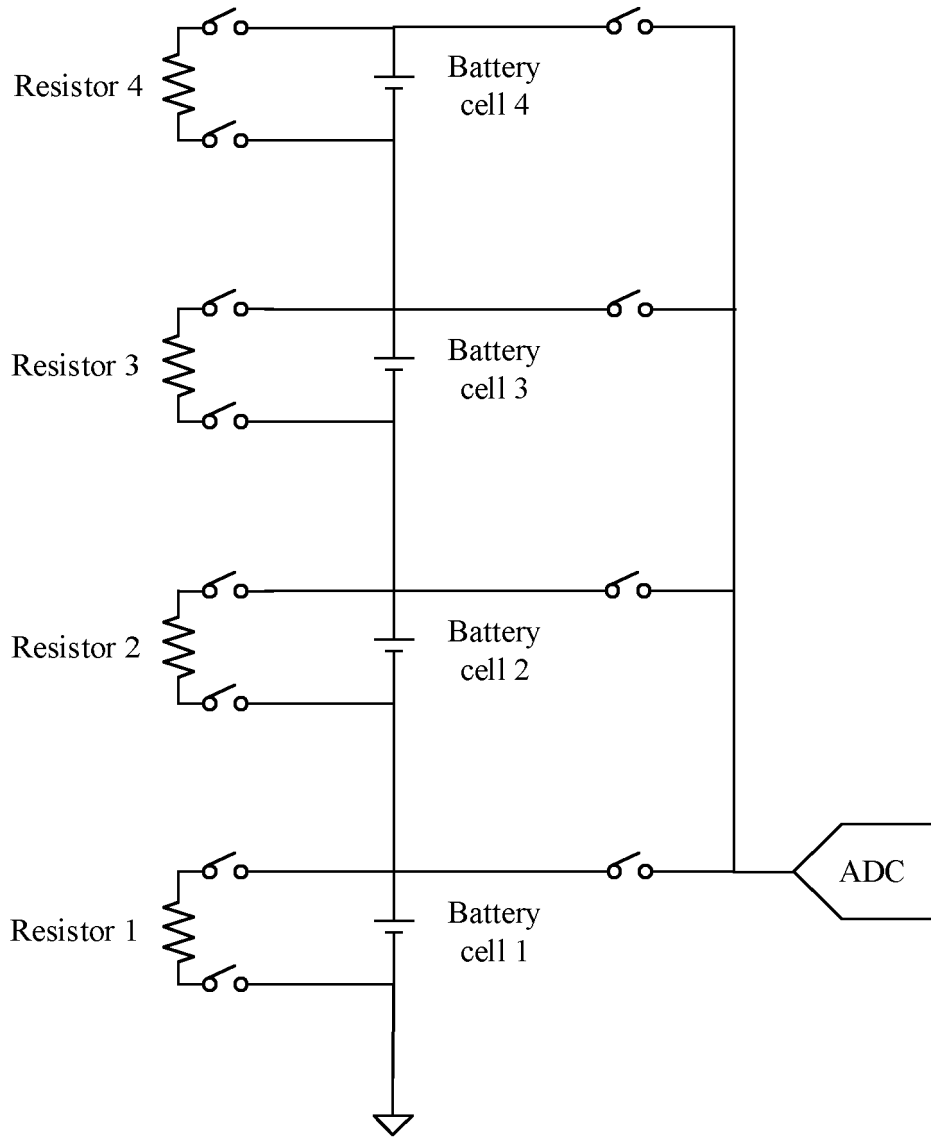 Resistor 4
Battery
cell 4
Resistor 3
Battery
cell 3
Resistor 2
Battery
cell 2
ADC
Resistor 1
Battery
cell 1